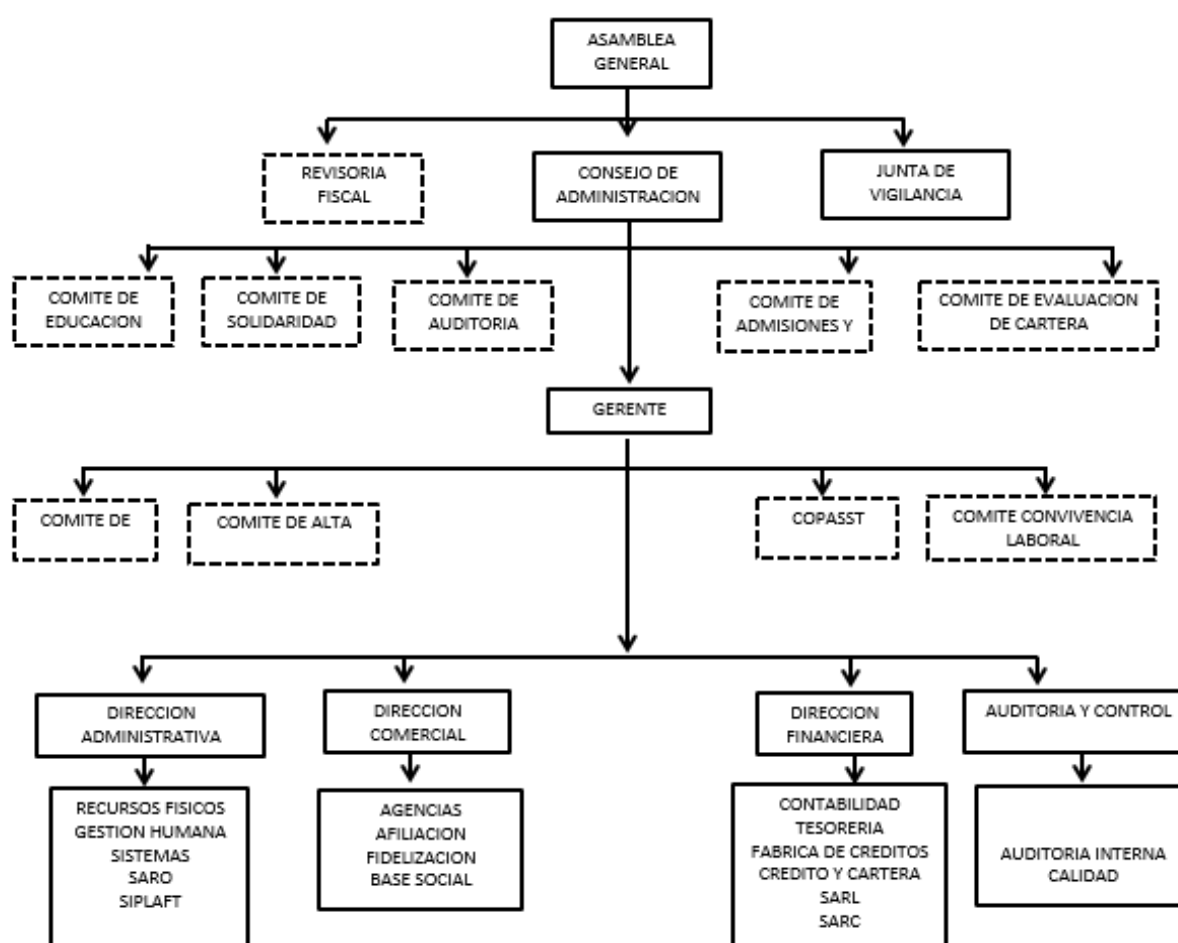 ASAMBLEA
GENERAL
REVISORIA
FISCAL
CONSEJO DE
ADMINISTRACION
JUNTA DE
VIGILANCIA
COMITE DE
EDUCACION
COMITE DE
SOLIDARIDAD
COMITE DE
AUDITORIA
COMITE DE
ADMISIONES Y
COMITE DE EVALUACION
DE CARTERA
GERENTE
COMITE DE
COMITE DE ALTA
COPASST
COMITE CONVIVENCIA
LABORAL
DIRECCION
ADMINISTRATIVA
DIRECCION
COMERCIAL
DIRECCION
FINANCIERA
AUDITORIA Y CONTROL
RECURSOS FISICOS
GESTION HUMANA
SISTEMAS
SARO
SIPLAFT
AGENCIAS
AFILIACION
FIDELIZACION
BASE SOCIAL
CONTABILIDAD
TESORERIA
FABRICA DE CREDITOS
CREDITO Y CARTERA
SARL
SARC
AUDITORIA INTERNA
CALIDAD